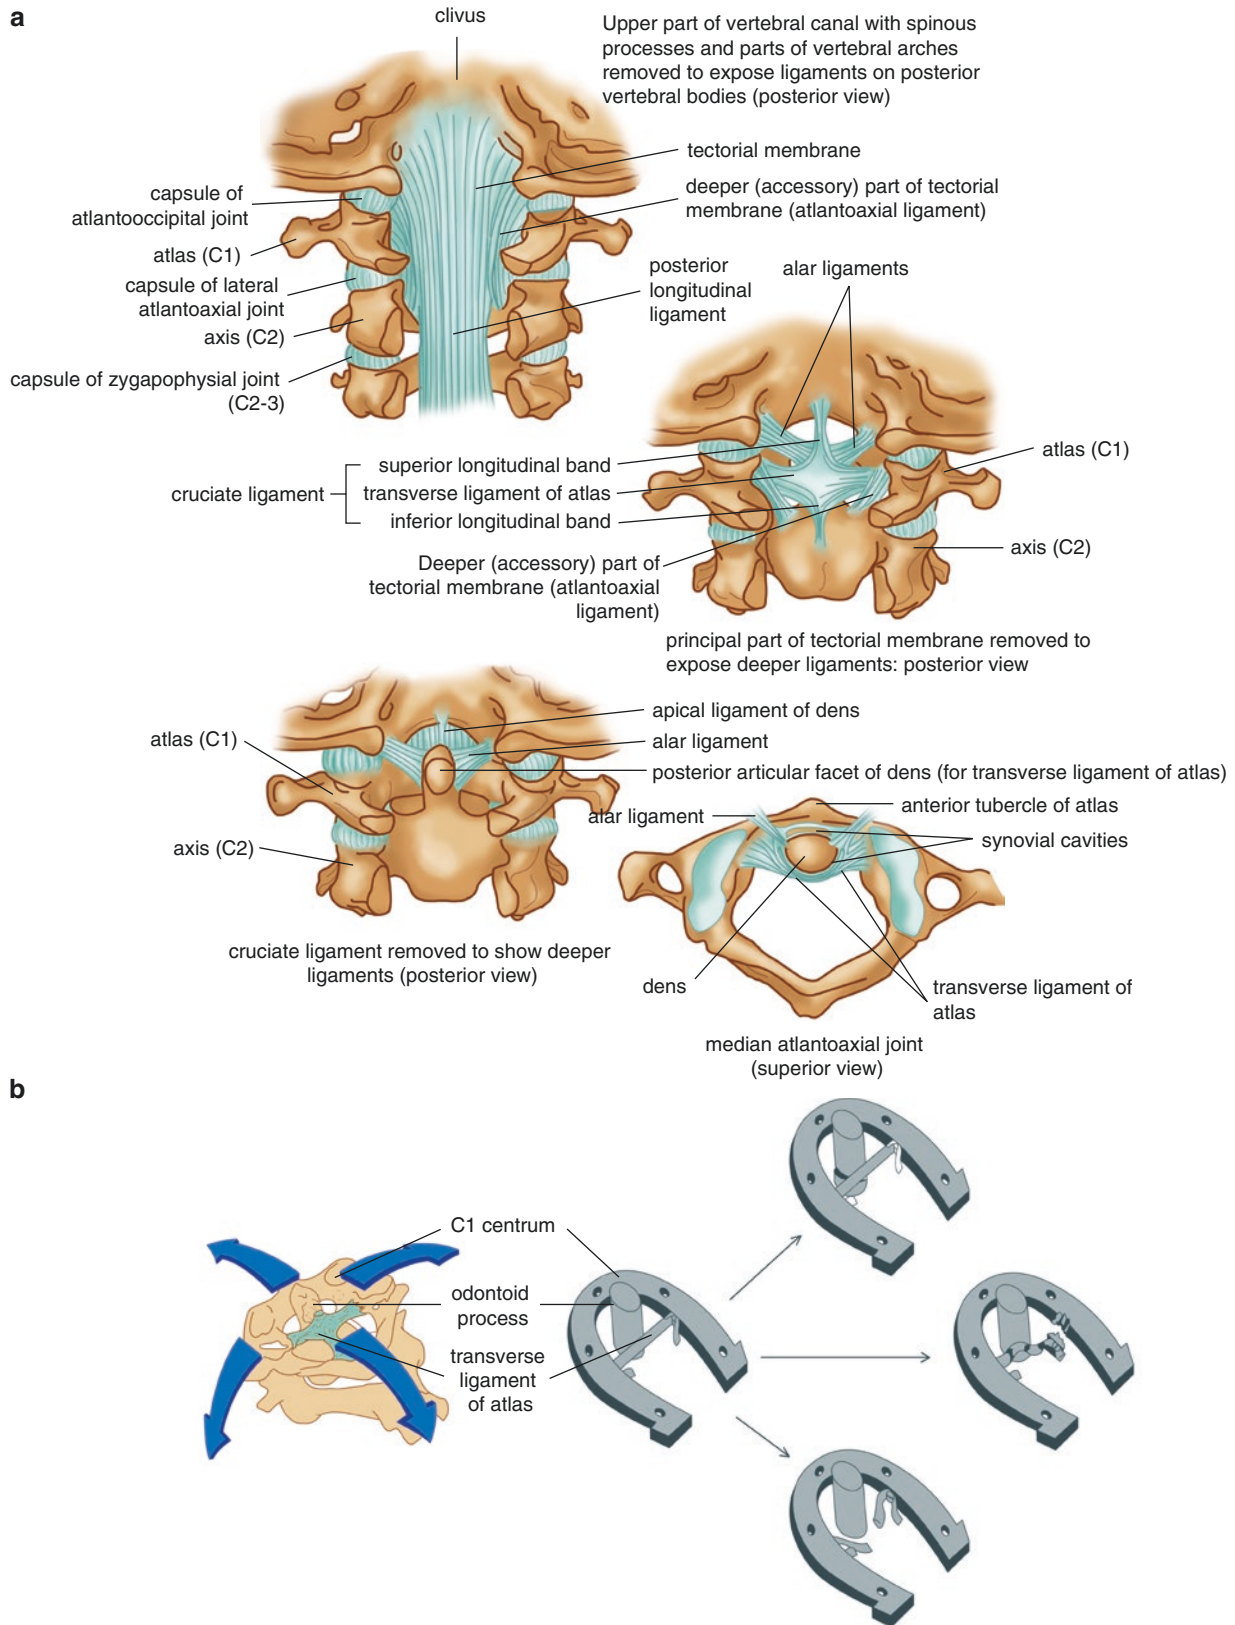 a
clivus
Upper part of vertebral canal with spinous
processes and parts of vertebral arches
removed to expose ligaments on posterior
vertebral bodies (posterior view)
tectorial membrane
deeper (accessory) part of tectorial
membrane (atlantoaxial ligament)
capsule of
atlantooccipital joint
atlas (C1)
capsule of lateral
atlantoaxial joint
axis (C2)
capsule of zygapophysial joint
(C2-3)
posterior
longitudinal
ligament
alar ligaments
cruciate ligament
superior longitudinal band
transverse ligament of atlas
inferior longitudinal band
Deeper (accessory) part of
tectorial membrane (atlantoaxial
ligament)
atlas (C1)
axis (C2)
principal part of tectorial membrane removed to
expose deeper ligaments: posterior view
atlas (C1)
axis (C2)
apical ligament of dens
alar ligament
posterior articular facet of dens (for transverse ligament of atlas)
cruciate ligament removed to show deeper
ligaments (posterior view)
alar ligament
anterior tubercle of atlas
synovial cavities
dens
transverse ligament of
atlas
median atlantoaxial joint
(superior view)
b
C1 centrum
odontoid
process
transverse
ligament
of atlas